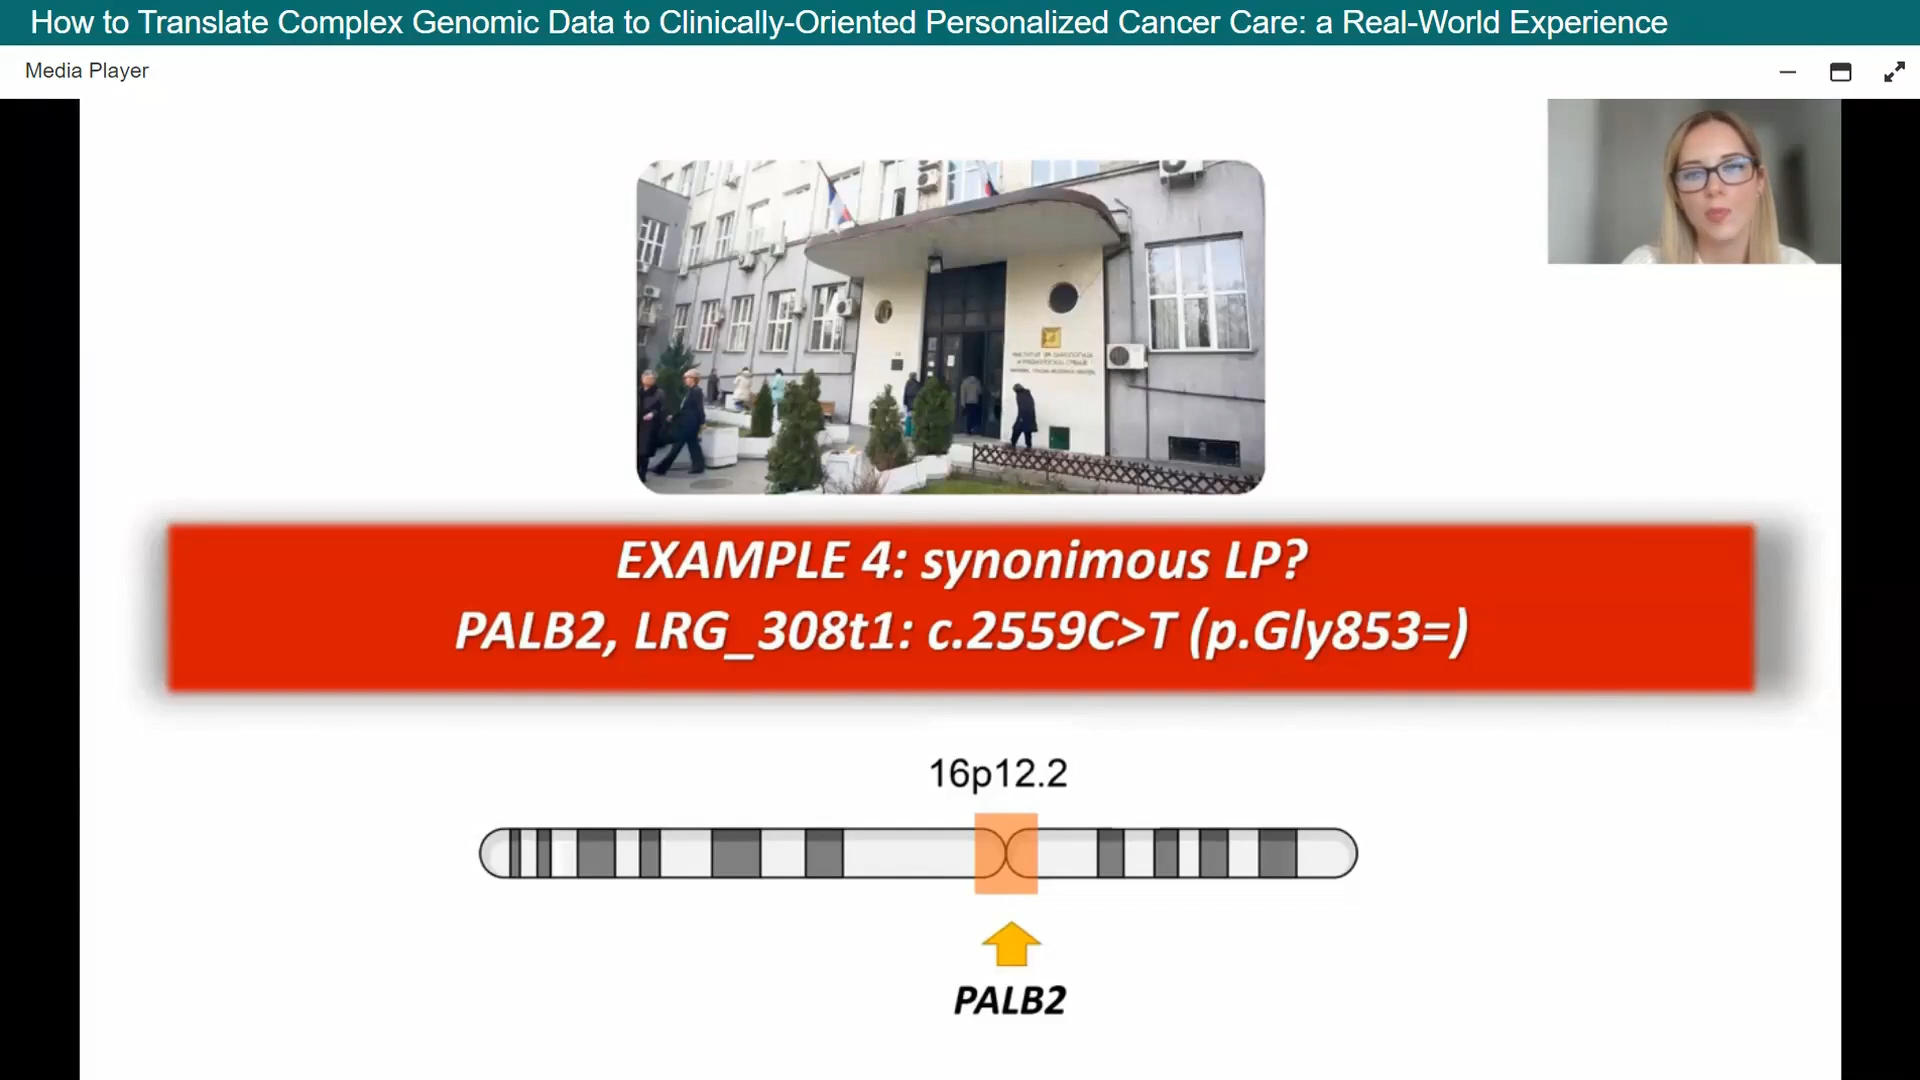 How to Translate Complex Genomic Data to Clinically-Oriented Personalized Cancer Care: a Real-World Experience
Media Player
EXAMPLE 4: synonimous LP?
PALB2, LRG_308t1: c.2559C>T (p.Gly853=)
16p12.2
PALB2